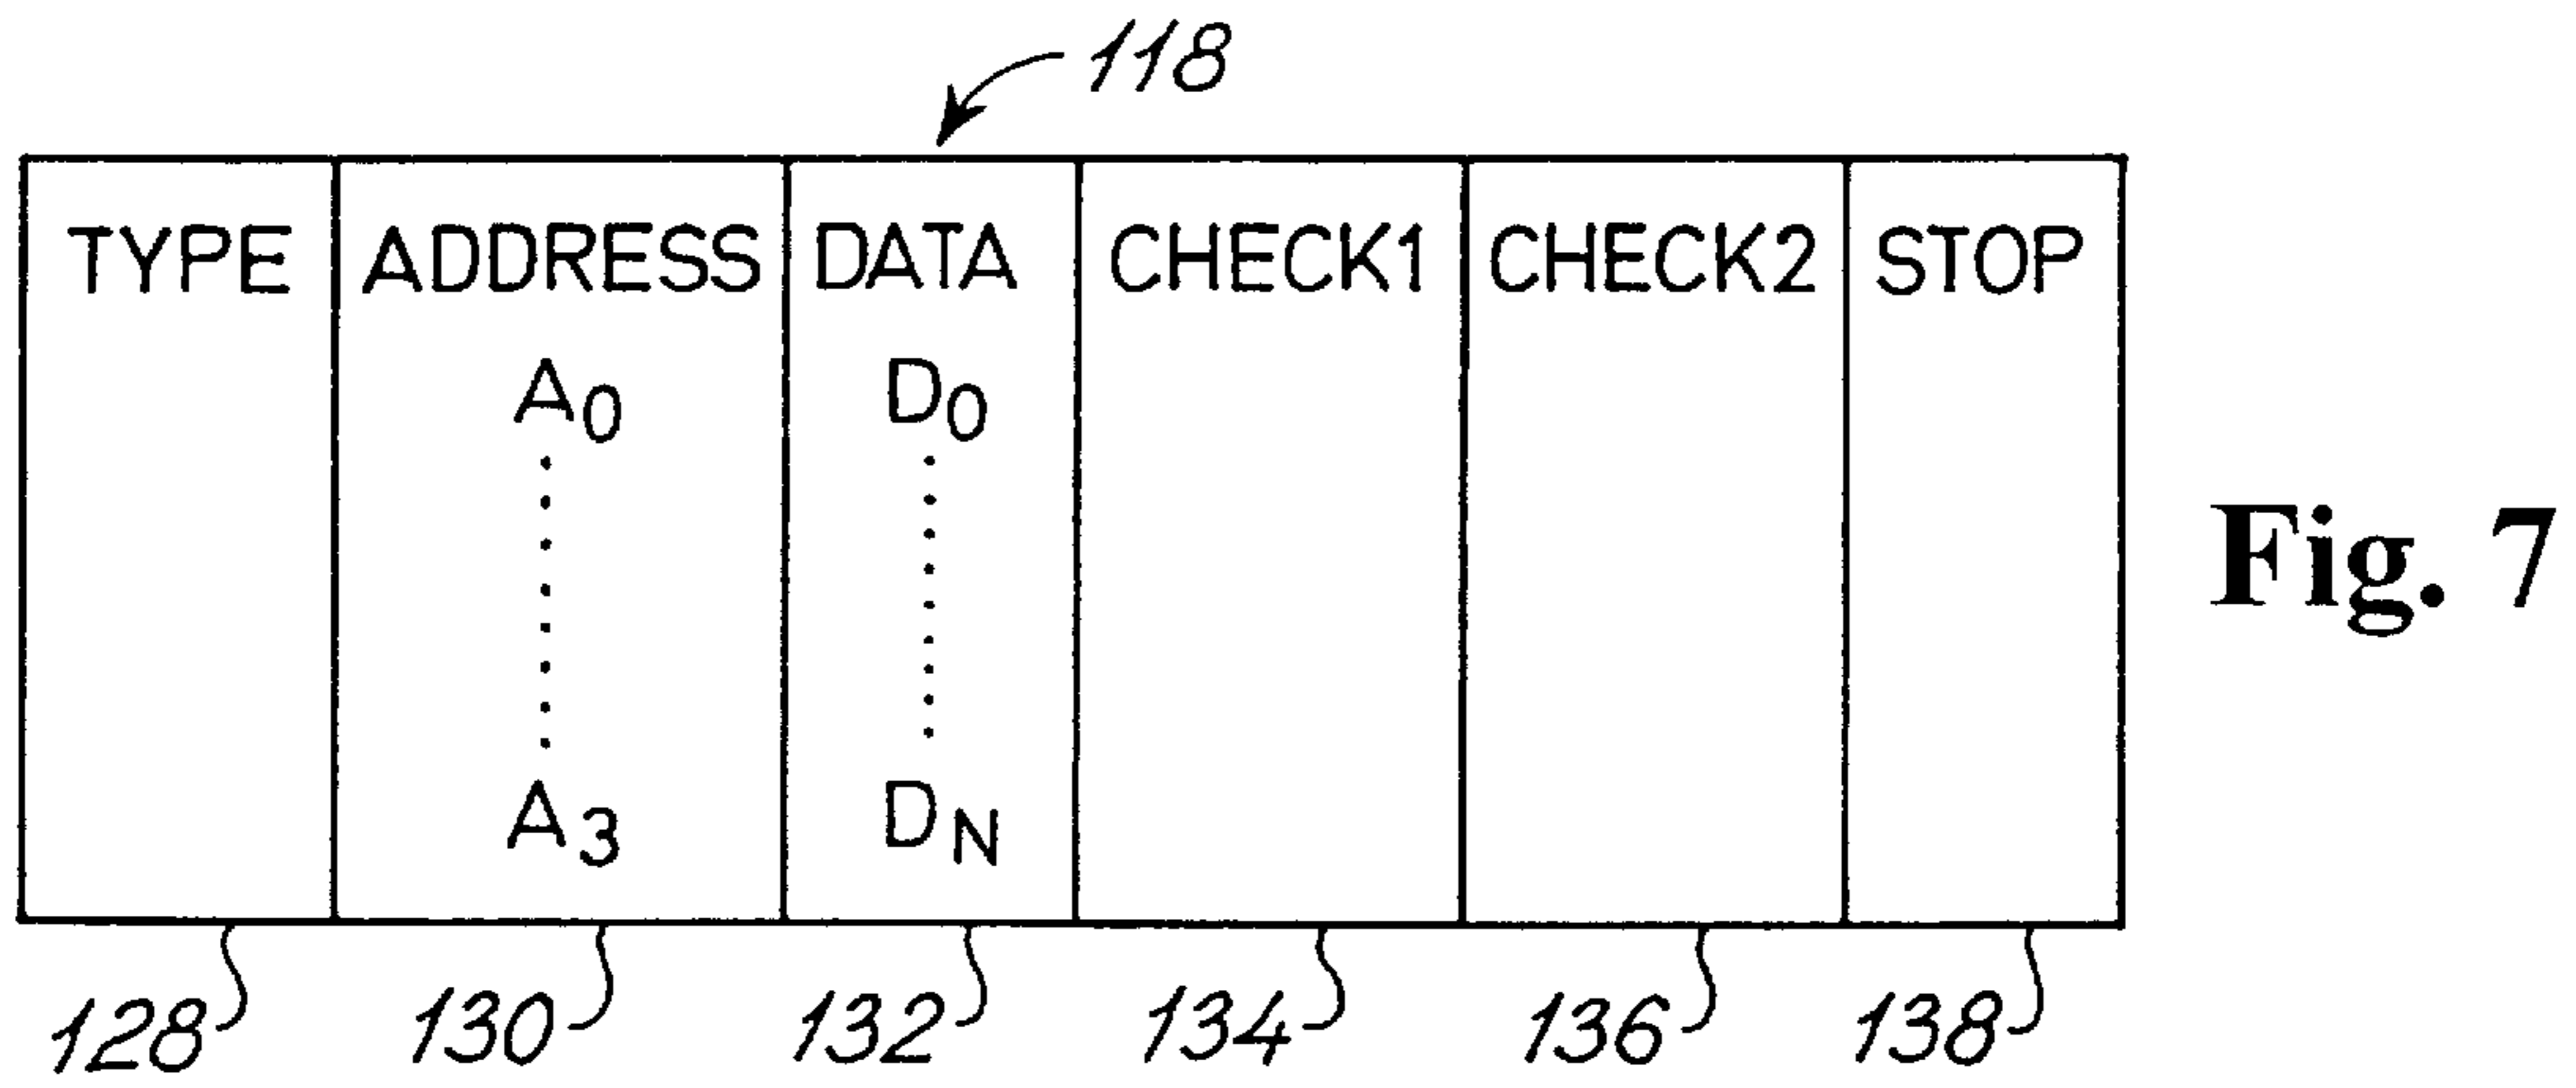 118
TYPE ADDRESS DATA CHECK1 CHECK2 STOP
A0 D0
Fig. 7
A3 DN
128 130 132 134 136 138